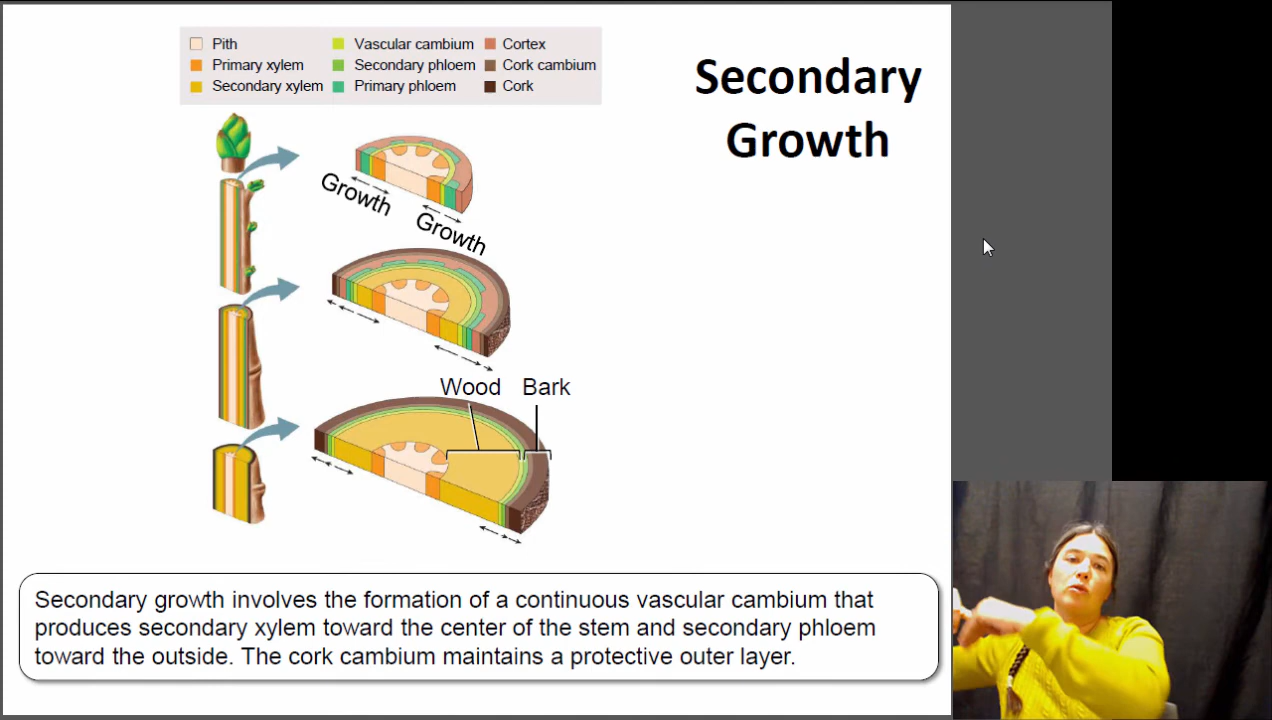 Pith
Primary xylem
Secondary xylem
Vascular cambium
Secondary phloem
Primary phloem
Cortex
Cork cambium
Cork
Secondary
Growth
Growth
Growth
Wood
Bark
Secondary growth involves the formation of a continuous vascular cambium that
produces secondary xylem toward the center of the stem and secondary phloem
toward the outside. The cork cambium maintains a protective outer layer.